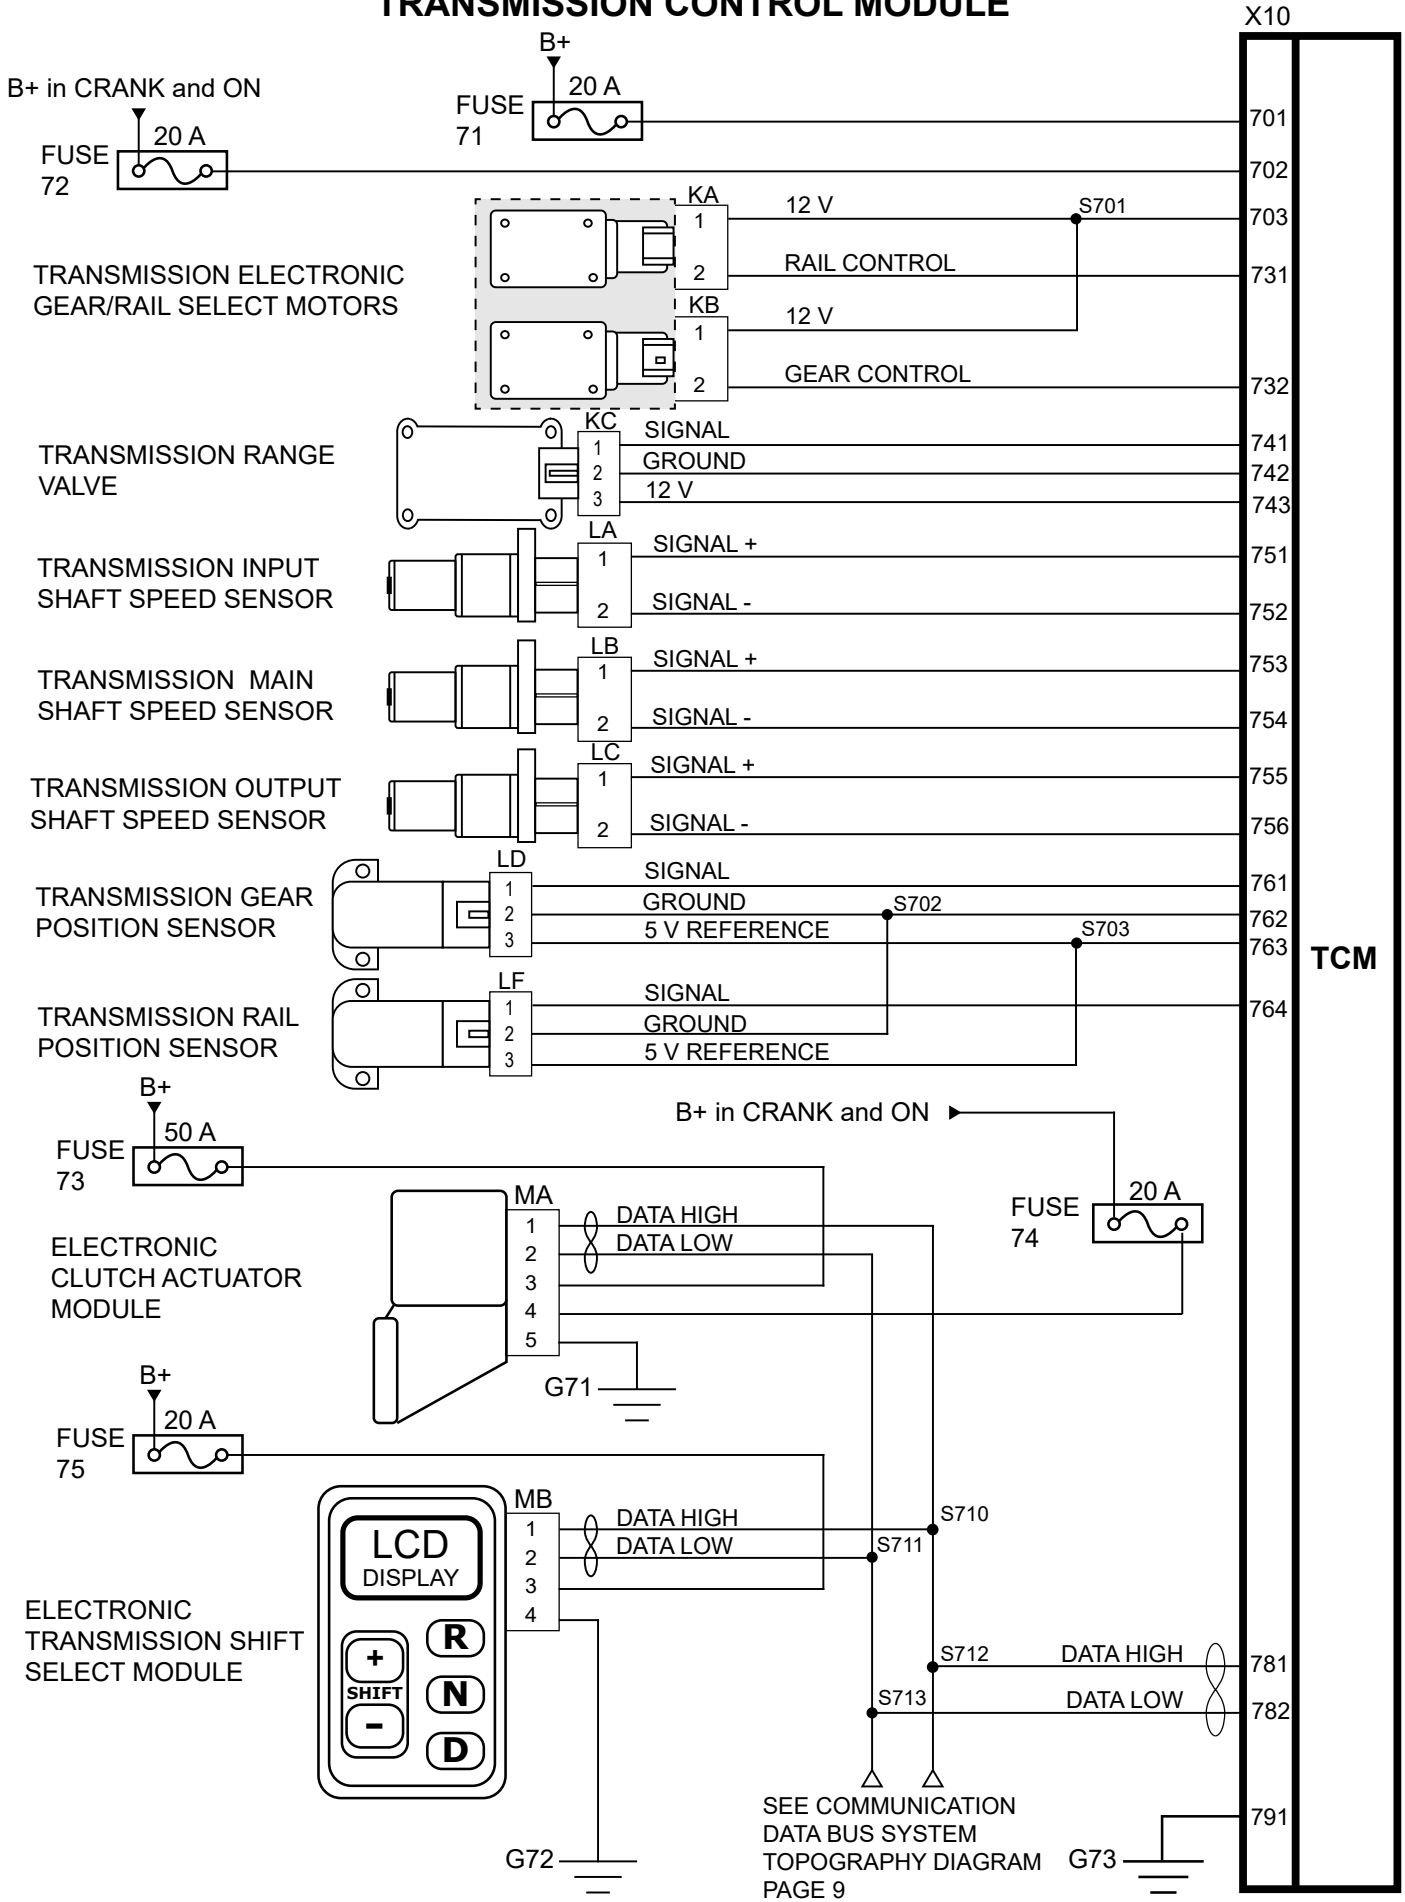 TRANSMISSION CONTROL MODULE
X10
B+
B+ in CRANK and ON
20 A
FUSE
71
701
20 A
FUSE
72
702
KA
1
12 V
S701
703
2
RAIL CONTROL
731
TRANSMISSION ELECTRONIC
GEAR/RAIL SELECT MOTORS
KB
1
12 V
2
GEAR CONTROL
732
TRANSMISSION RANGE
VALVE
KC
1
SIGNAL
741
2
GROUND
742
3
12 V
743
TRANSMISSION INPUT
SHAFT SPEED SENSOR
LA
1
SIGNAL +
751
2
SIGNAL -
752
TRANSMISSION MAIN
SHAFT SPEED SENSOR
LB
1
SIGNAL +
753
2
SIGNAL -
754
TRANSMISSION OUTPUT
SHAFT SPEED SENSOR
LC
1
SIGNAL +
755
2
SIGNAL -
756
TRANSMISSION GEAR
POSITION SENSOR
LD
1
SIGNAL
761
2
GROUND
S702
762
3
5 V REFERENCE
S703
763
TCM
TRANSMISSION RAIL
POSITION SENSOR
LF
1
SIGNAL
764
2
GROUND
3
5 V REFERENCE
B+
50 A
FUSE
73
B+ in CRANK and ON
20 A
FUSE
74
ELECTRONIC
CLUTCH ACTUATOR
MODULE
MA
1
DATA HIGH
2
DATA LOW
3
4
5
G71
B+
20 A
FUSE
75
MB
1
DATA HIGH
S710
2
DATA LOW
S711
3
4
LCD
DISPLAY
ELECTRONIC
TRANSMISSION SHIFT
SELECT MODULE
+
SHIFT
-
R
N
D
S712
DATA HIGH
781
S713
DATA LOW
782
SEE COMMUNICATION
DATA BUS SYSTEM
TOPOGRAPHY DIAGRAM
PAGE 9
G72
G73
791